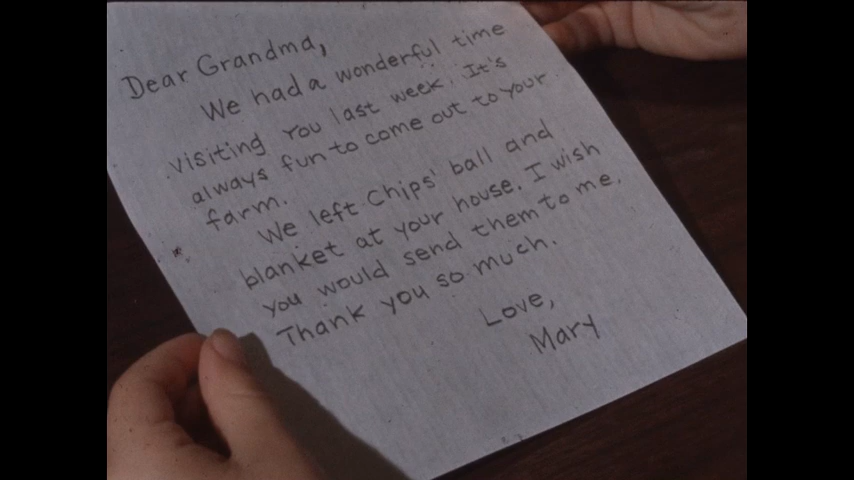 Dear Grandma,
We had a wonderful time
visiting you last week. It's
always fun to come out to your
farm.
We left Chips' ball and
blanket at your house. I wish
you would send them to me.
Thank you so much.
Love,
Mary